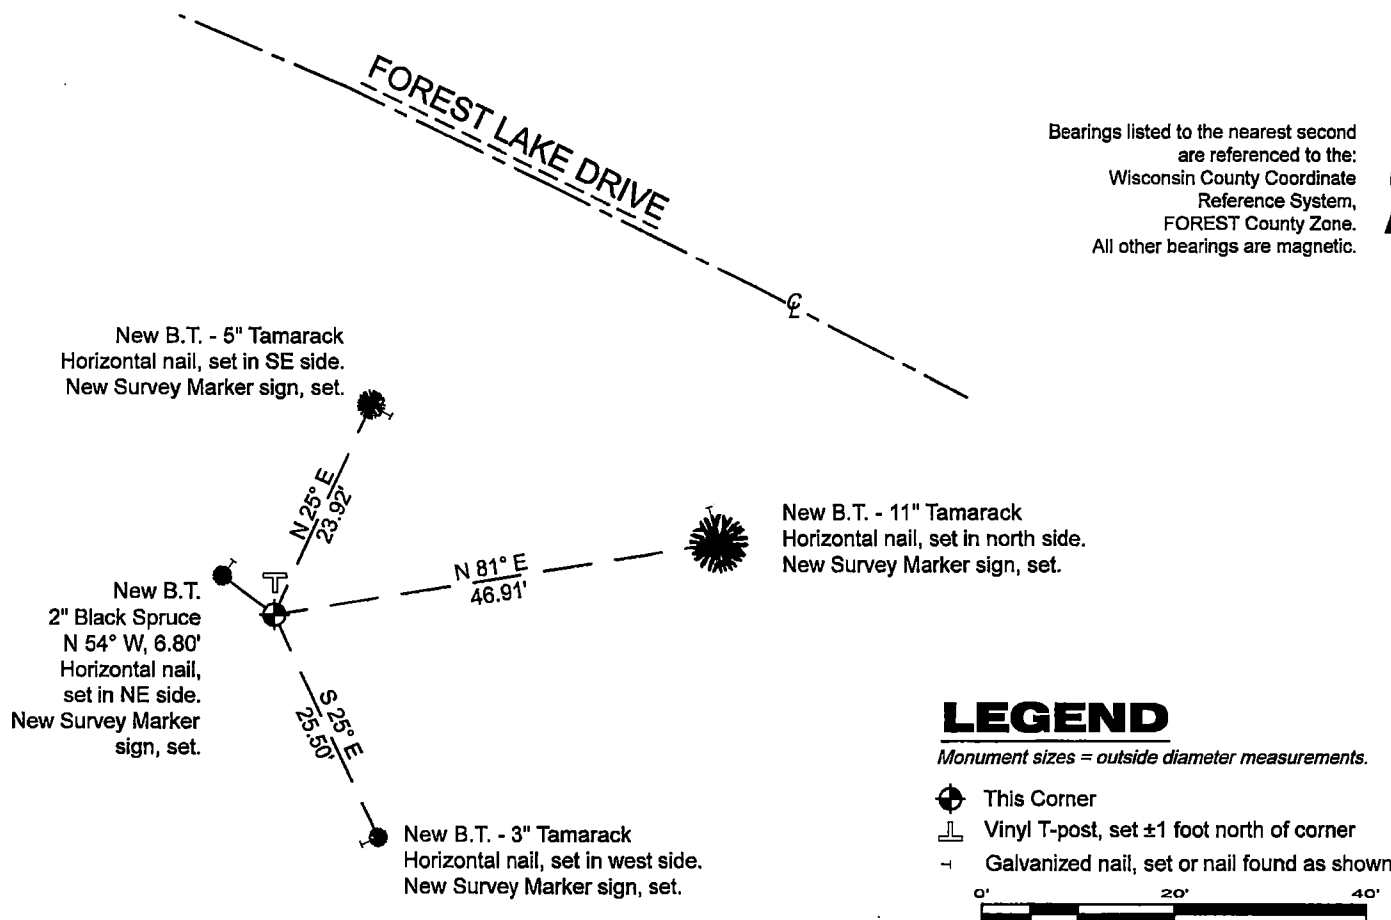 FOREST LAKE DRIVE
Bearings listed to the nearest second
are referenced to the:
Wisconsin County Coordinate
Reference System,
FOREST County Zone.
All other bearings are magnetic.
℄
New B.T. - 5" Tamarack
Horizontal nail, set in SE side.
New Survey Marker sign, set.
N 25° E
23.92'
New B.T. - 11" Tamarack
Horizontal nail, set in north side.
New Survey Marker sign, set.
N 81° E
46.91'
New B.T.
2" Black Spruce
N 54° W, 6.80'
Horizontal nail,
set in NE side.
New Survey Marker
sign, set.
S 25° E
25.50'
New B.T. - 3" Tamarack
Horizontal nail, set in west side.
New Survey Marker sign, set.
LEGEND
Monument sizes = outside diameter measurements.
This Corner
Vinyl T-post, set ±1 foot north of corner
Galvanized nail, set or nail found as shown
0' 20' 40'